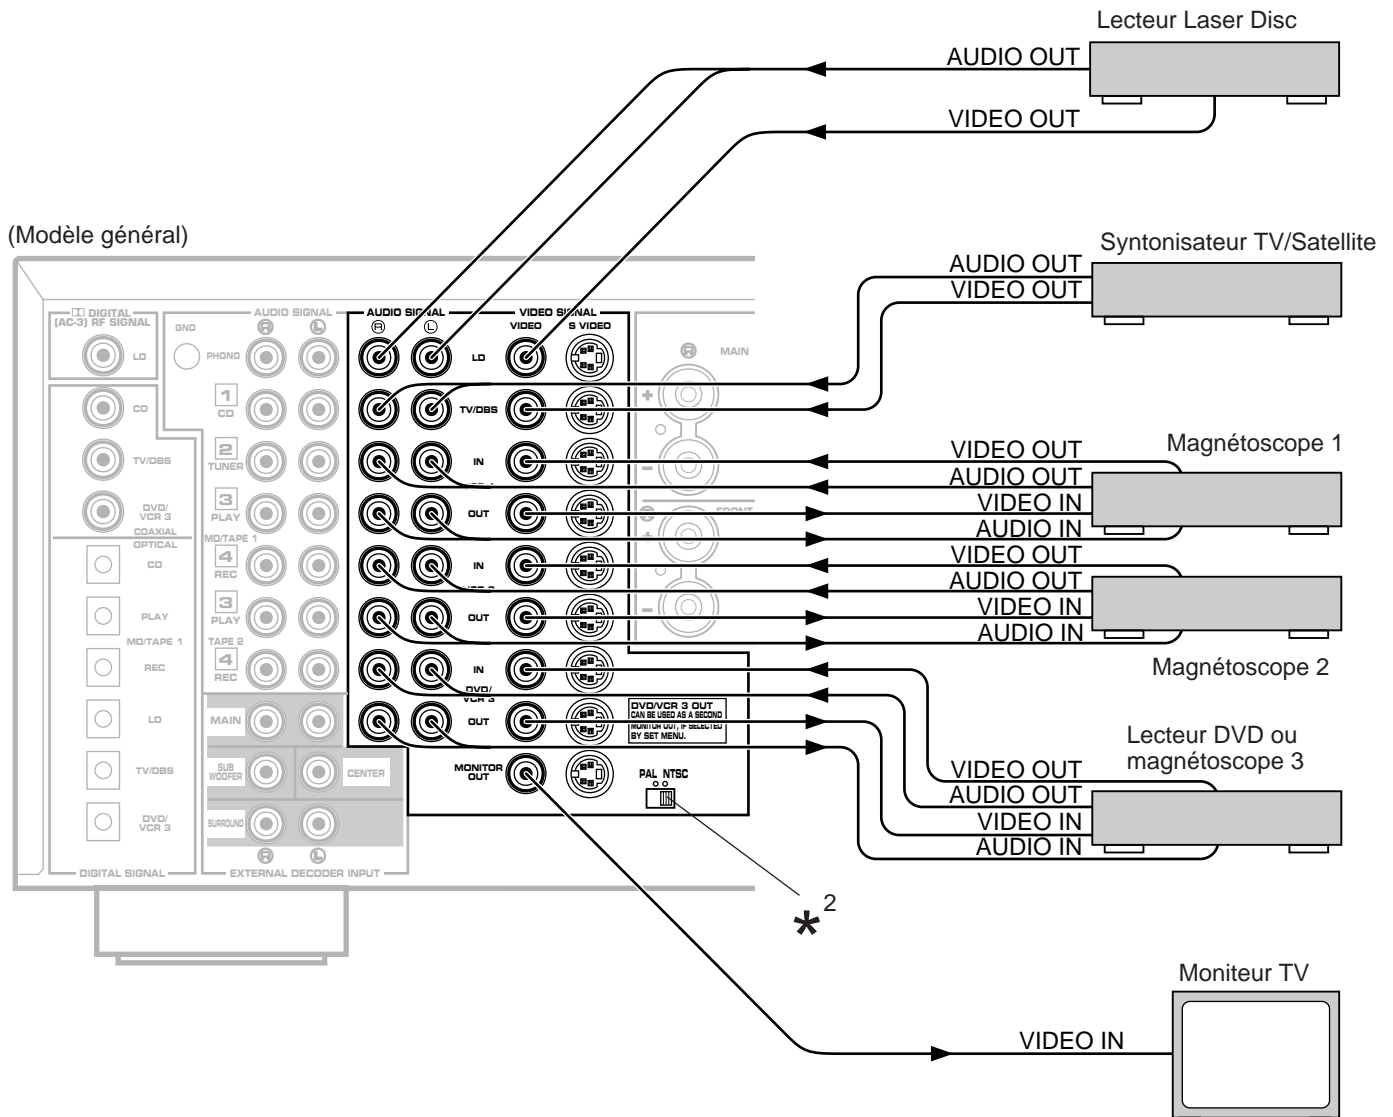 Lecteur Laser Disc
AUDIO OUT
VIDEO OUT
(Modèle général)
Syntonisateur TV/Satellite
AUDIO OUT
VIDEO OUT
DIGITAL
(AC-3) RF SIGNAL
LD
CD
TV/DBS
DVD/
VCR 3
COAXIAL
OPTICAL
CD
PLAY
MD/TAPE 1
REC
LD
TV/DBS
DVD/
VCR 3
DIGITAL SIGNAL
AUDIO SIGNAL
GND
R
L
PHONO
1
CD
2
TUNER
3
PLAY
MD/TAPE 1
4
REC
3
PLAY
TAPE 2
4
REC
MAIN
SUB
WOOFER
CENTER
SURROUND
R
L
EXTERNAL DECODER INPUT
AUDIO SIGNAL
VIDEO SIGNAL
R
L
VIDEO
S VIDEO
LD
TV/DBS
IN
OUT
IN
OUT
IN
DVD/
VCR 3
OUT
MONITOR
OUT
DVD/VCR 3 OUT
CAN BE USED AS A SECOND
MONITOR OUT, IF SELECTED
BY SET MENU.
PAL NTSC
R
MAIN
+
−
FRONT
+
−
*2
VIDEO OUT
AUDIO OUT
VIDEO IN
AUDIO IN
Magnétoscope 1
VIDEO OUT
AUDIO OUT
VIDEO IN
AUDIO IN
Magnétoscope 2
Lecteur DVD ou
magnétoscope 3
VIDEO OUT
AUDIO OUT
VIDEO IN
AUDIO IN
Moniteur TV
VIDEO IN